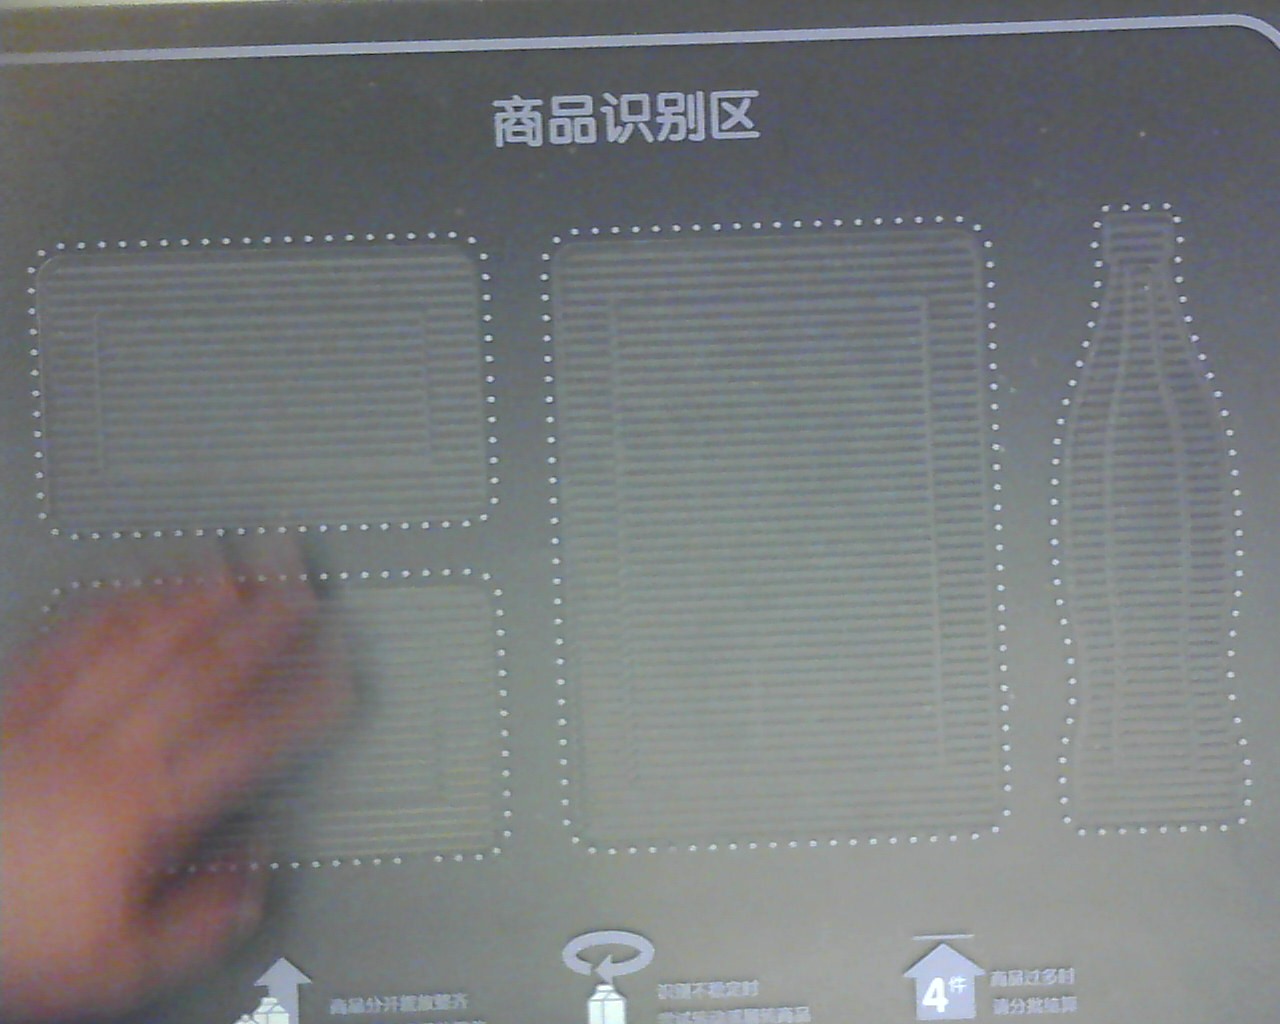 商品识别区
商品分开摆放整齐
识别不稳定时
4件
商品过多时
请分批结算